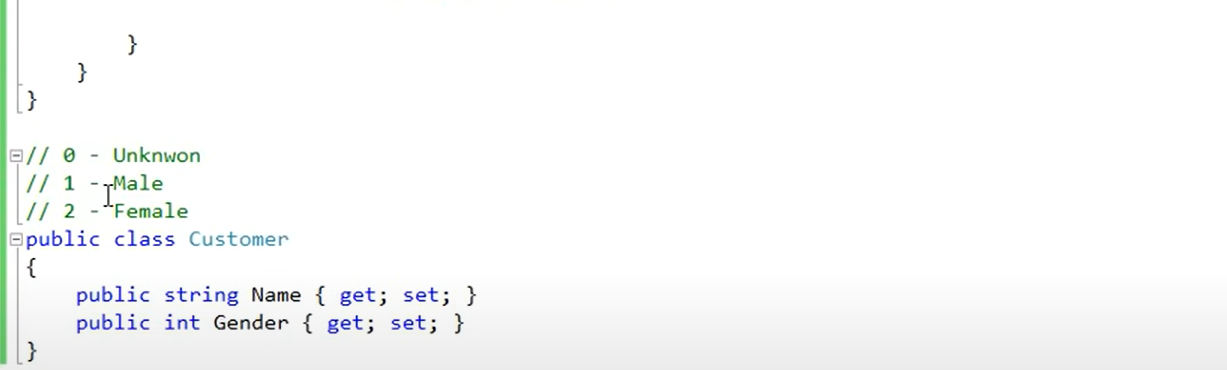 }
}
}
// 0 - Unknwon
// 1 - Male
// 2 - Female
public class Customer
{
public string Name { get; set; }
public int Gender { get; set; }
}